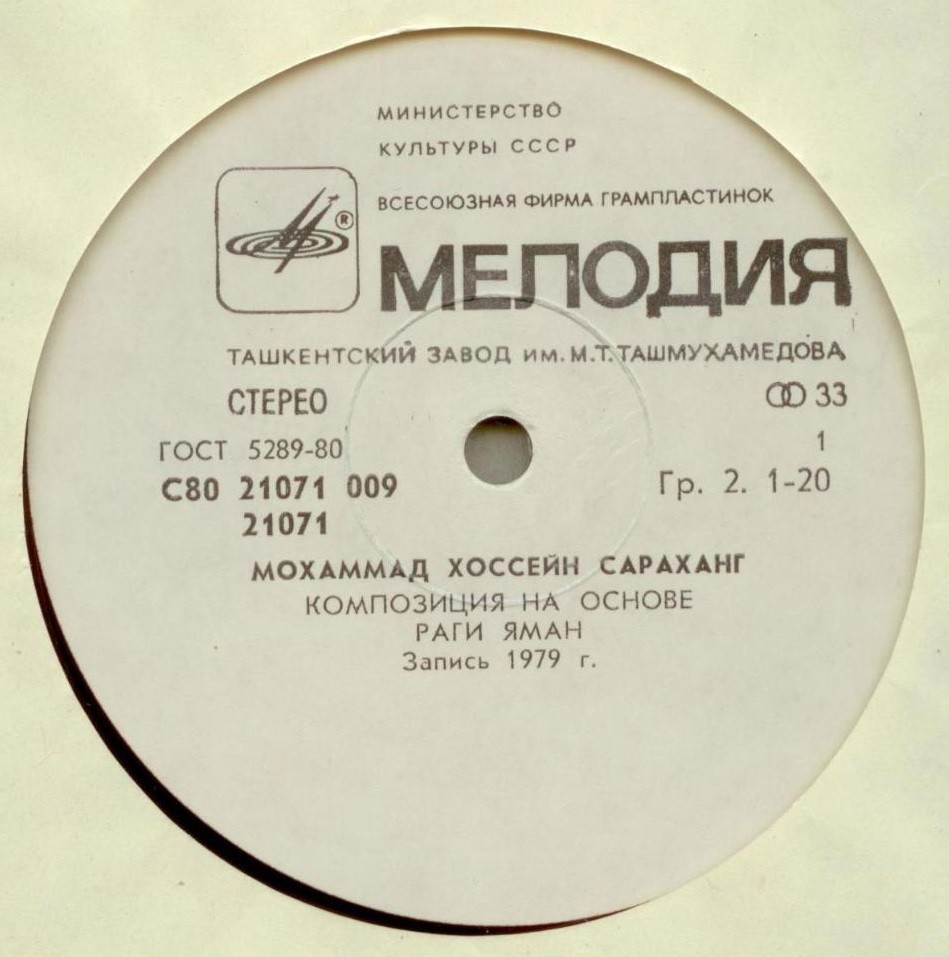 МИНИСТЕРСТВО
КУЛЬТУРЫ СССР
ВСЕСОЮЗНАЯ ФИРМА ГРАМПЛАСТИНОК
®
МЕЛОДИЯ
ТАШКЕНТСКИЙ ЗАВОД ИМ. М.Т.ТАШМУХАМЕДОВА
СТЕРЕО 33
ГОСТ 5289-80 1
С80 21071 009 Гр. 2. 1-20
21071
МОХАММАД ХОССЕЙН САРАХАНГ
КОМПОЗИЦИЯ НА ОСНОВЕ
РАГИ ЯМАН
Запись 1979 г.